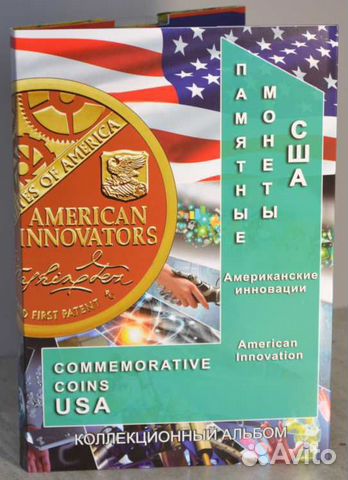 ПАМЯТНЫЕ
МОНЕТЫ
США
ES OF AMERICA
AMERICAN
INNOVATORS
FIRST PATENT
Американские
инновации
American
Innovation
COMMEMORATIVE
COINS
USA
КОЛЛЕКЦИОННЫЙ АЛЬБОМ
Avito